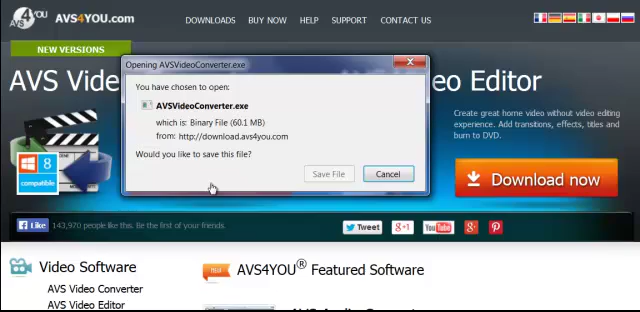 AVS4YOU AVS4YOU.com
DOWNLOADS BUY NOW HELP SUPPORT CONTACT US
NEW VERSIONS
AVS Vide
eo Editor
Opening AVSVideoConverter.exe
You have chosen to open:
AVSVideoConverter.exe
which is: Binary File (60.1 MB)
from: http://download.avs4you.com
Would you like to save this file?
Save File Cancel
Create great home video without video editing
experience. Add transitions, effects, titles and
burn to DVD.
Download now
8
compatible
Like 143,970 people like this. Be the first of your friends.
Tweet +1 YouTube
Video Software
AVS Video Converter
AVS Video Editor
Hot! AVS4YOU® Featured Software